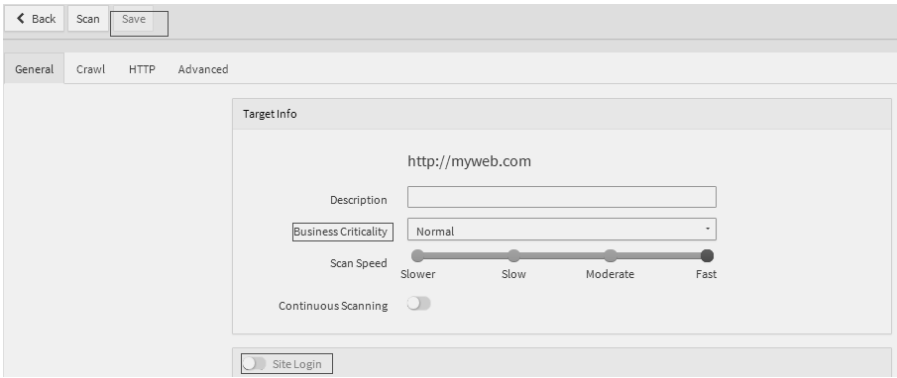 Back Scan Save
General Crawl HTTP Advanced
Target Info
http://myweb.com
Description
Business Criticality Normal
Scan Speed
Slower Slow Moderate Fast
Continuous Scanning
Site Login